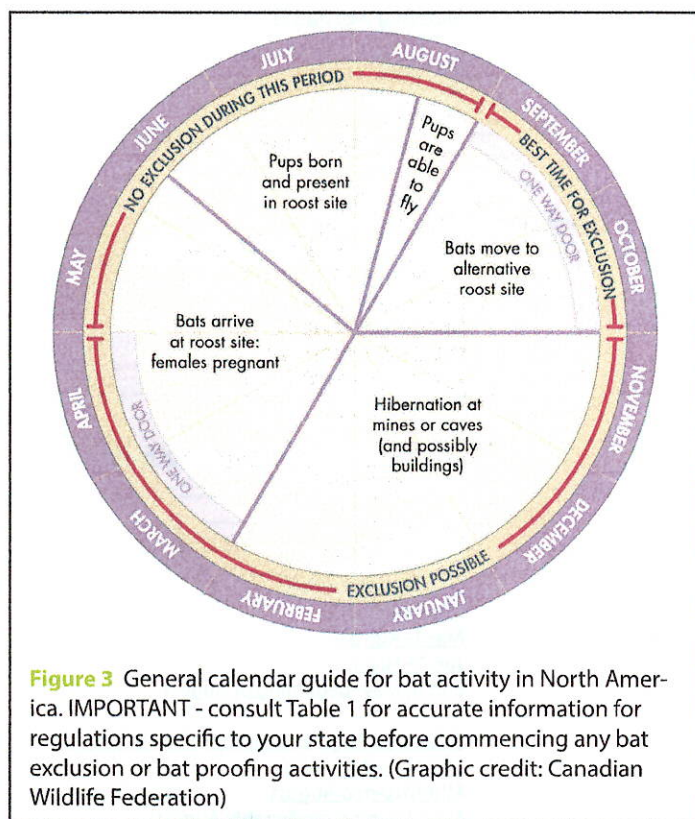 JULY
AUGUST
JUNE
SEPTEMBER
MAY
OCTOBER
APRIL
NOVEMBER
MARCH
DECEMBER
FEBRUARY
JANUARY
NO EXCLUSION DURING THIS PERIOD
BEST TIME FOR EXCLUSION
EXCLUSION POSSIBLE
Pups born
and present
in roost site
Pups
are
able
to
fly
ONE WAY DOOR
Bats move to
alternative
roost site
Bats arrive
at roost site:
females pregnant
ONE WAY DOOR
Hibernation at
mines or caves
(and possibly
buildings)
Figure 3 General calendar guide for bat activity in North Amer-
ica. IMPORTANT - consult Table 1 for accurate information for
regulations specific to your state before commencing any bat
exclusion or bat proofing activities. (Graphic credit: Canadian
Wildlife Federation)